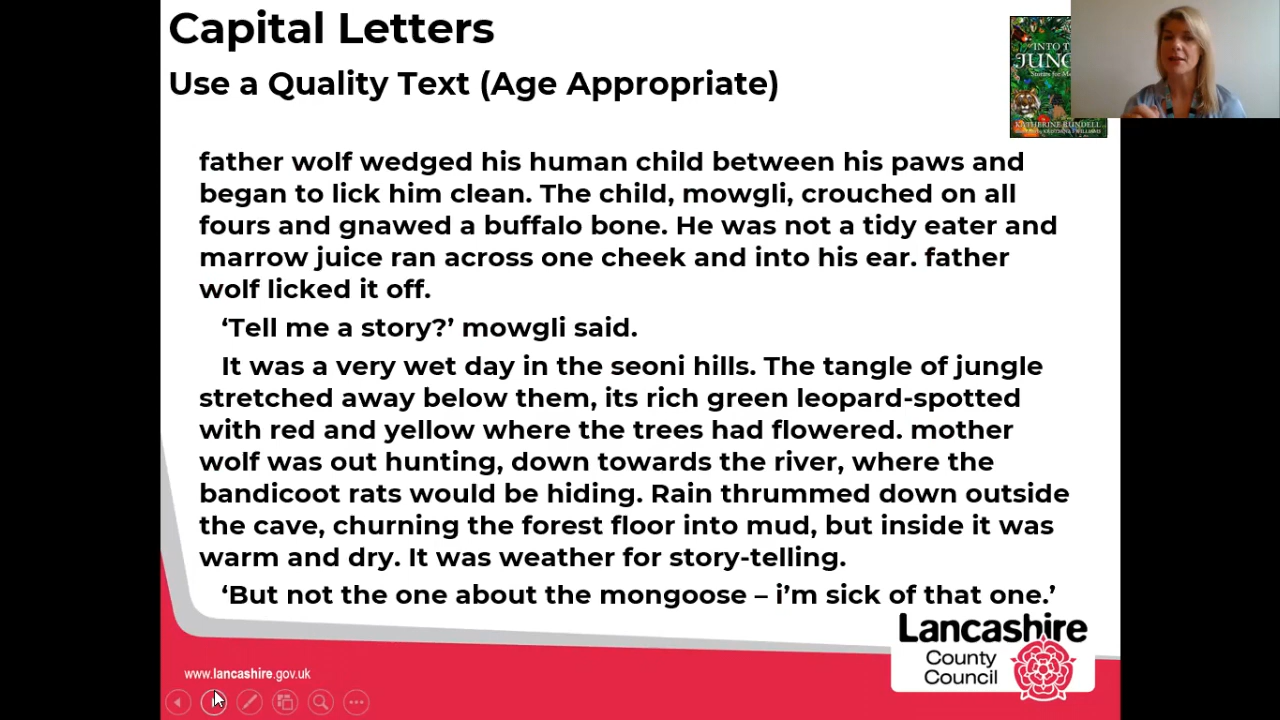 Capital Letters
Use a Quality Text (Age Appropriate)
INTO
KATHERINE RUNDELL
father wolf wedged his human child between his paws and
began to lick him clean. The child, mowgli, crouched on all
fours and gnawed a buffalo bone. He was not a tidy eater and
marrow juice ran across one cheek and into his ear. father
wolf licked it off.
‘Tell me a story?’ mowgli said.
It was a very wet day in the seoni hills. The tangle of jungle
stretched away below them, its rich green leopard-spotted
with red and yellow where the trees had flowered. mother
wolf was out hunting, down towards the river, where the
bandicoot rats would be hiding. Rain thrummed down outside
the cave, churning the forest floor into mud, but inside it was
warm and dry. It was weather for story-telling.
‘But not the one about the mongoose – i’m sick of that one.’
Lancashire
County
Council
www.lancashire.gov.uk